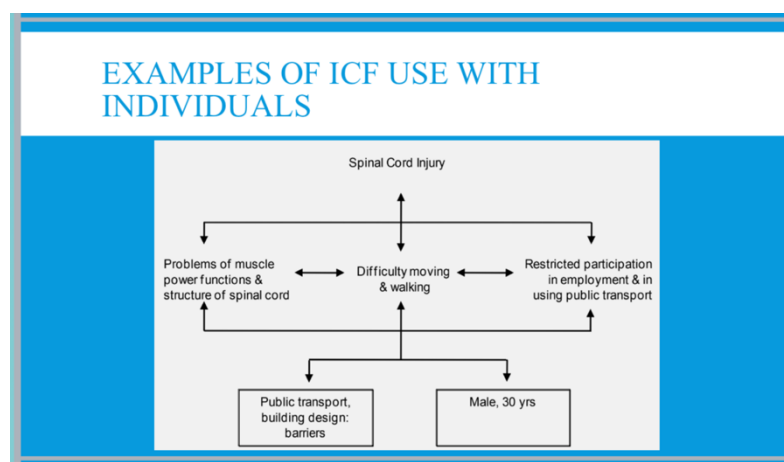 EXAMPLES OF ICF USE WITH
INDIVIDUALS
Spinal Cord Injury
Problems of muscle
power functions &
structure of spinal cord
Difficulty moving
& walking
Restricted participation
in employment & in
using public transport
Public transport,
building design:
barriers
Male, 30 yrs